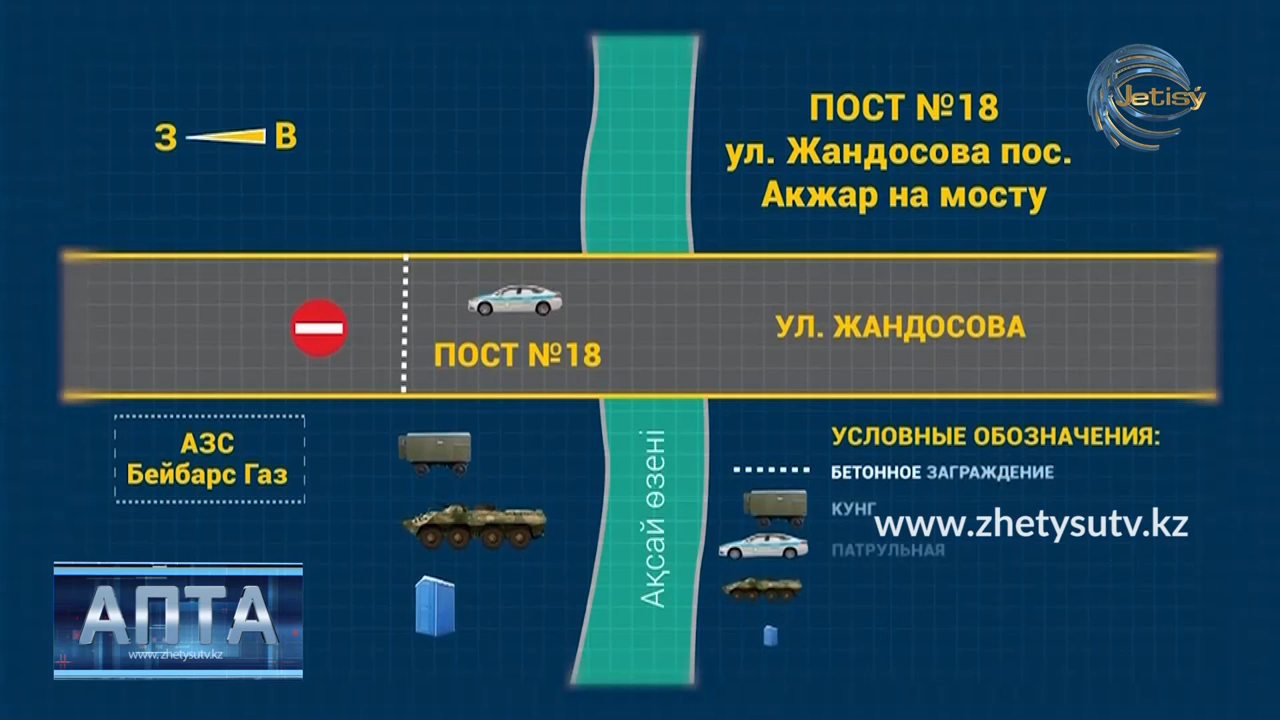 Jetisý
ПОСТ №18
ул. Жандосова пос.
Акжар на мосту
З В
УЛ. ЖАНДОСОВА
ПОСТ №18
АЗС
Бейбарс Газ
Ақсай өзені
УСЛОВНЫЕ ОБОЗНАЧЕНИЯ:
БЕТОННОЕ ЗАГРАЖДЕНИЕ
КУНГ
www.zhetysutv.kz
ПАТРУЛЬНАЯ
АПТА
www.zhetysutv.kz